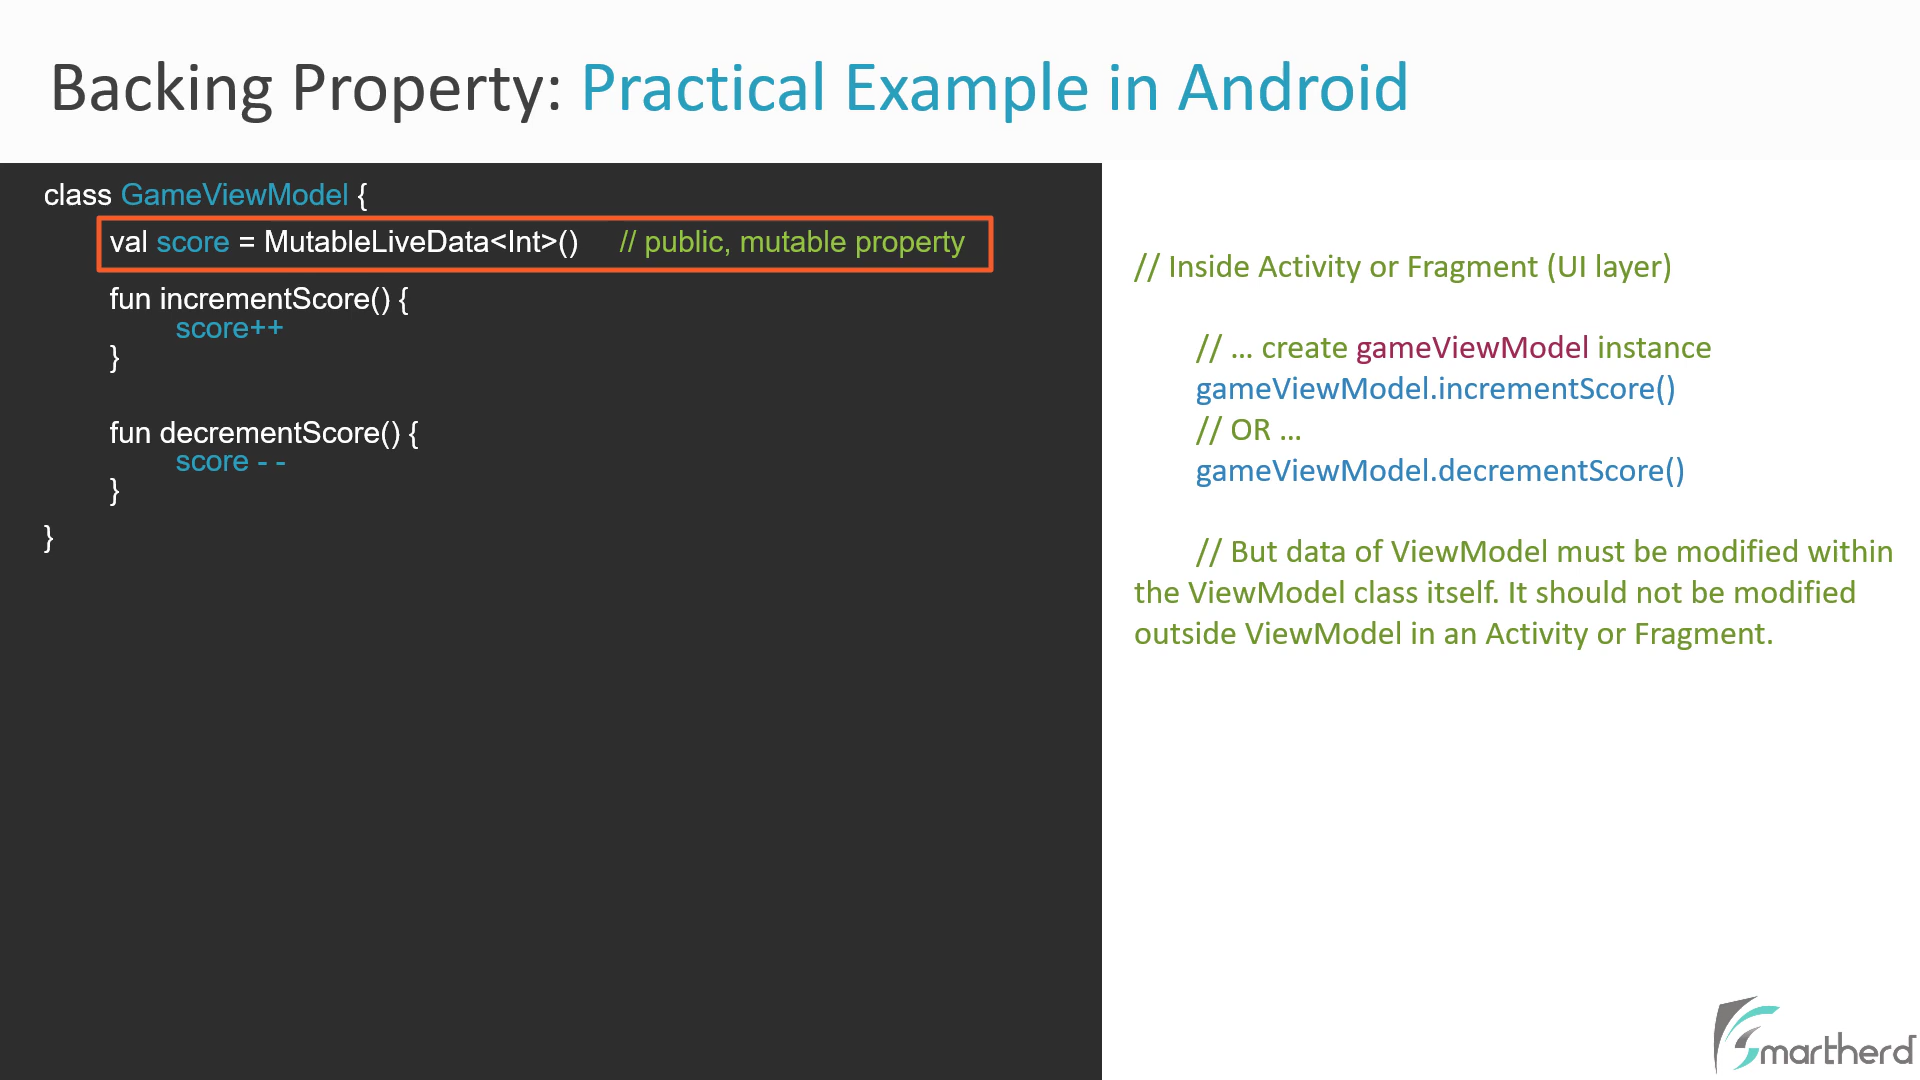 Backing Property: Practical Example in Android
class GameViewModel {
val score = MutableLiveData<Int>() // public, mutable property
fun incrementScore() {
score++
}
fun decrementScore() {
score - -
}
}
// Inside Activity or Fragment (UI layer)
// ... create gameViewModel instance
gameViewModel.incrementScore()
// OR ...
gameViewModel.decrementScore()
// But data of ViewModel must be modified within
the ViewModel class itself. It should not be modified
outside ViewModel in an Activity or Fragment.
Smartherd